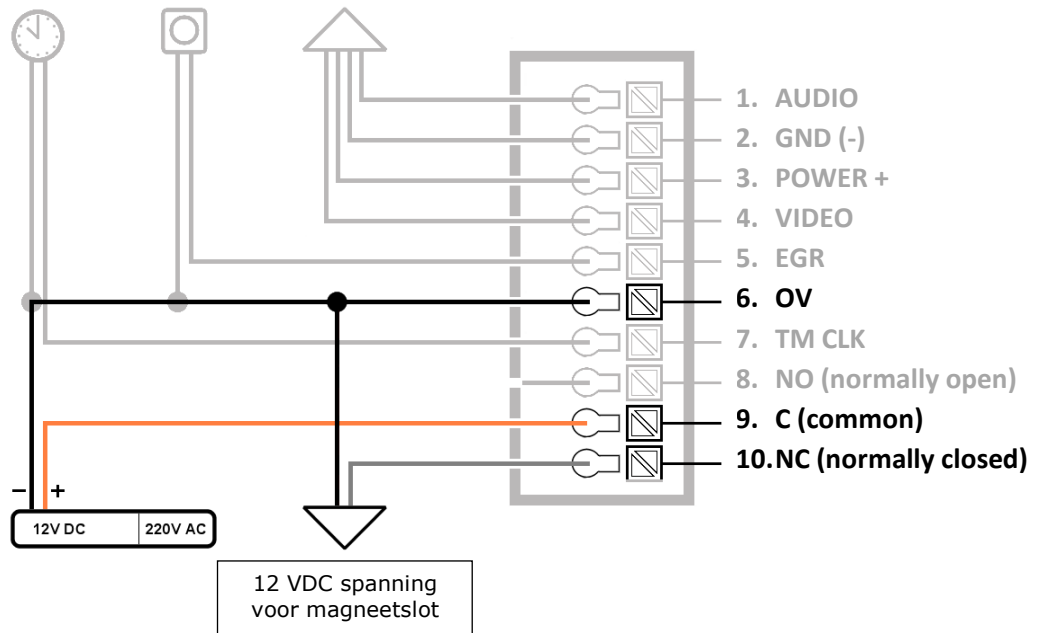 1. AUDIO
2. GND (-)
3. POWER +
4. VIDEO
5. EGR
6. OV
7. TM CLK
8. NO (normally open)
9. C (common)
10.NC (normally closed)
– +
12V DC 220V AC
12 VDC spanning
voor magneetslot